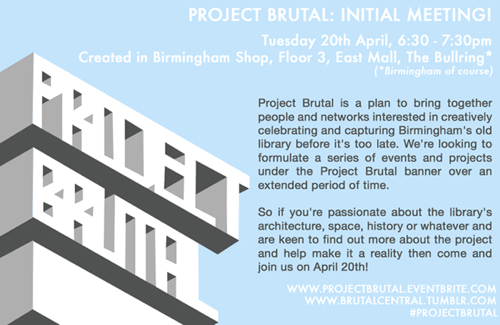 PROJECT BRUTAL: INITIAL MEETING!
Tuesday 20th April, 6:30 - 7:30pm
Created in Birmingham Shop, Floor 3, East Mall, The Bullring*
(*Birmingham of course)
PROJECT
BRUTAL
Project Brutal is a plan to bring together
people and networks interested in creatively
celebrating and capturing Birmingham's old
library before it's too late. We're looking to
formulate a series of events and projects
under the Project Brutal banner over an
extended period of time.
So if you're passionate about the library's
architecture, space, history or whatever and
are keen to find out more about the project
and help make it a reality then come and
join us on April 20th!
WWW.PROJECTBRUTAL.EVENTBRITE.COM
WWW.BRUTALCENTRAL.TUMBLR.COM
#PROJECTBRUTAL